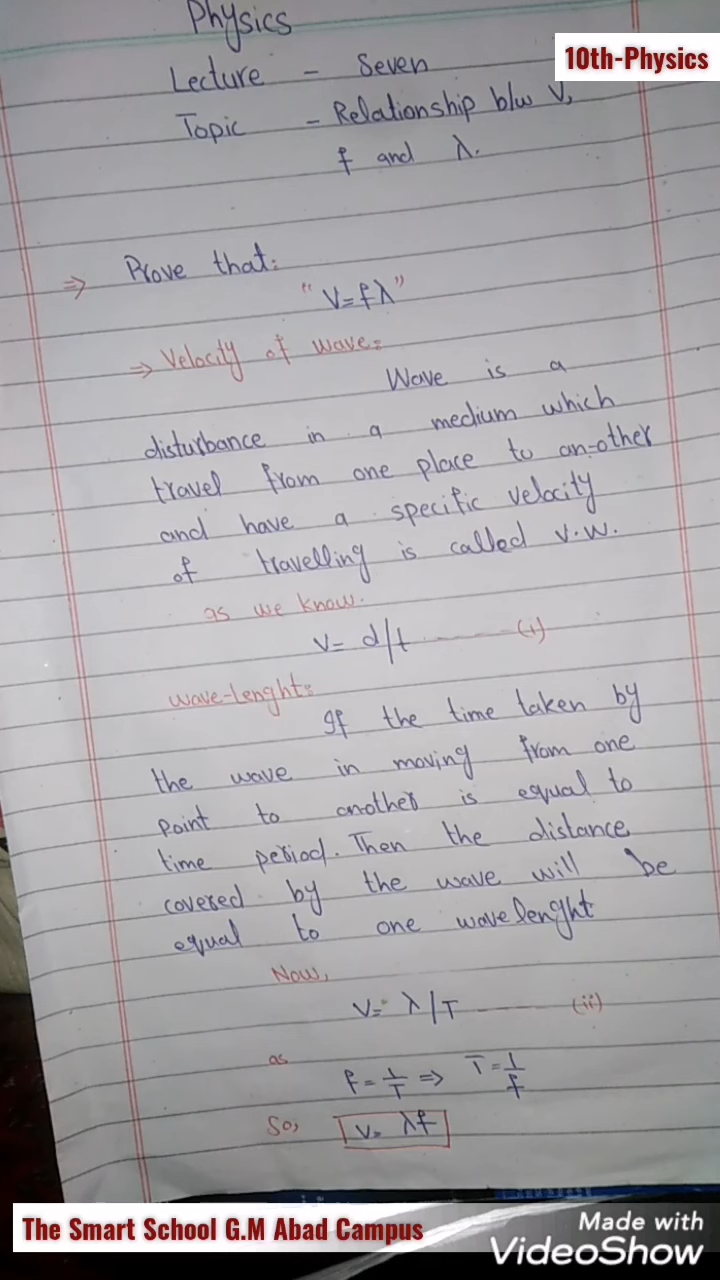 Physics
10th-Physics
Lecture - Seven
Topic - Relationship b/w V,
f and λ.
⇒ Prove that:
"V=fλ"
⇒ Velocity of wave:
Wave is a
disturbance in a medium which
travel from one place to an-other
and have a specific velocity
of travelling is called v.w.
as we know.
V= d/t ------- (i)
wave-lenght:
If the time taken by
the wave in moving from one
point to another is equal to
time period. Then the distance
covered by the wave will be
equal to one wavelenght
Now,
V= λ/T ------- (ii)
as
f = 1/T ⇒ T = 1/f
So, V= λf
The Smart School G.M Abad Campus
Made with
VideoShow